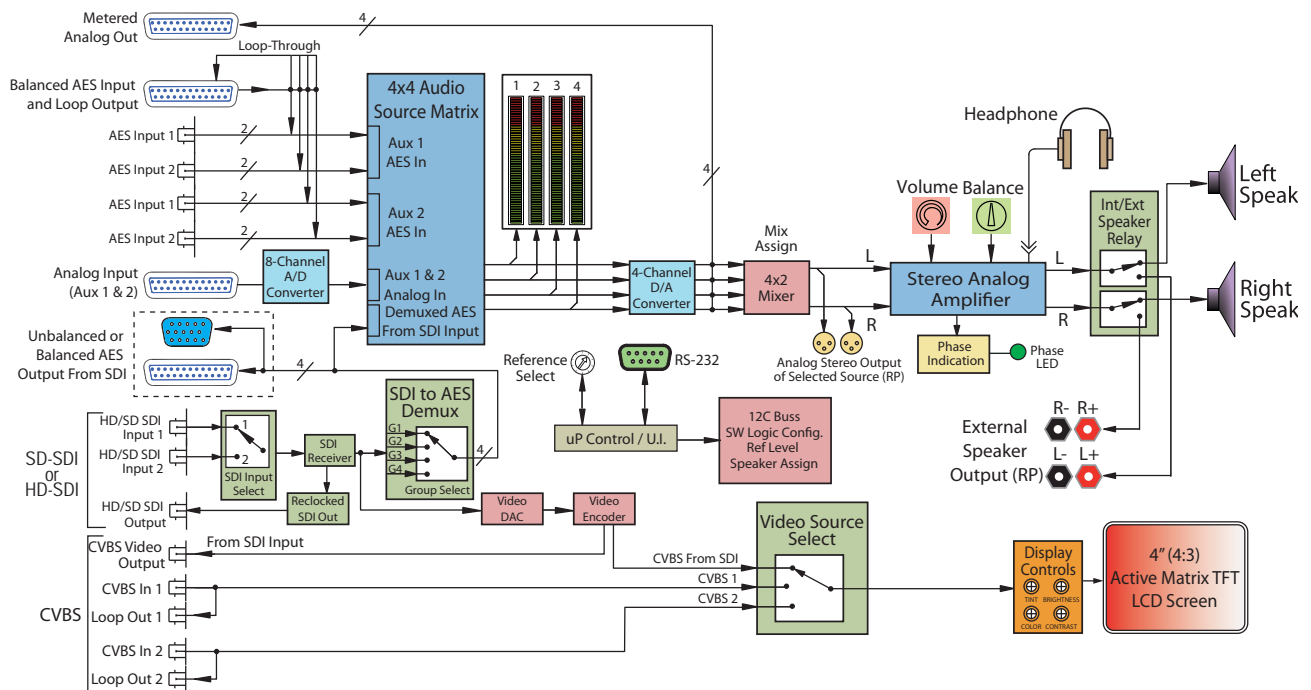 Metered
Analog Out
4
Loop-Through
Balanced AES Input
and Loop Output
AES Input 1
2
AES Input 2
2
AES Input 1
2
AES Input 2
2
Analog Input
(Aux 1 & 2)
8-Channel
A/D
Converter
4x4 Audio
Source Matrix
Aux 1
AES In
Aux 2
AES In
Aux 1 & 2
Analog In
Demuxed AES
From SDI Input
1 2 3 4
4
4-Channel
D/A
Converter
Mix
Assign
4x2
Mixer
L
R
Analog Stereo Output
of Selected Source (RP)
Volume
Balance
Headphone
Stereo Analog
Amplifier
L
R
Phase
Indication
Phase
LED
Int/Ext
Speaker
Relay
Left
Speak
Right
Speak
R- R+
L- L+
External
Speaker
Output (RP)
Unbalanced or
Balanced AES
Output From SDI
4
Reference
Select
RS-232
uP Control / U.I.
12C Buss
SW Logic Config.
Ref Level
Speaker Assign
SD-SDI
or
HD-SDI
HD/SD SDI
Input 1
HD/SD SDI
Input 2
HD/SD SDI
Output
1
2
SDI Input
Select
SDI
Receiver
Reclocked
SDI Out
SDI to AES
Demux
G1
G2
G3
G4
Group Select
4
Video
DAC
Video
Encoder
CVBS
CVBS Video
Output
From SDI Input
CVBS In 1
Loop Out 1
CVBS In 2
Loop Out 2
Video Source
Select
CVBS From SDI
CVBS 1
CVBS 2
Display
Controls
TINT
BRIGHTNESS
COLOR
CONTRAST
4” (4:3)
Active Matrix TFT
LCD Screen